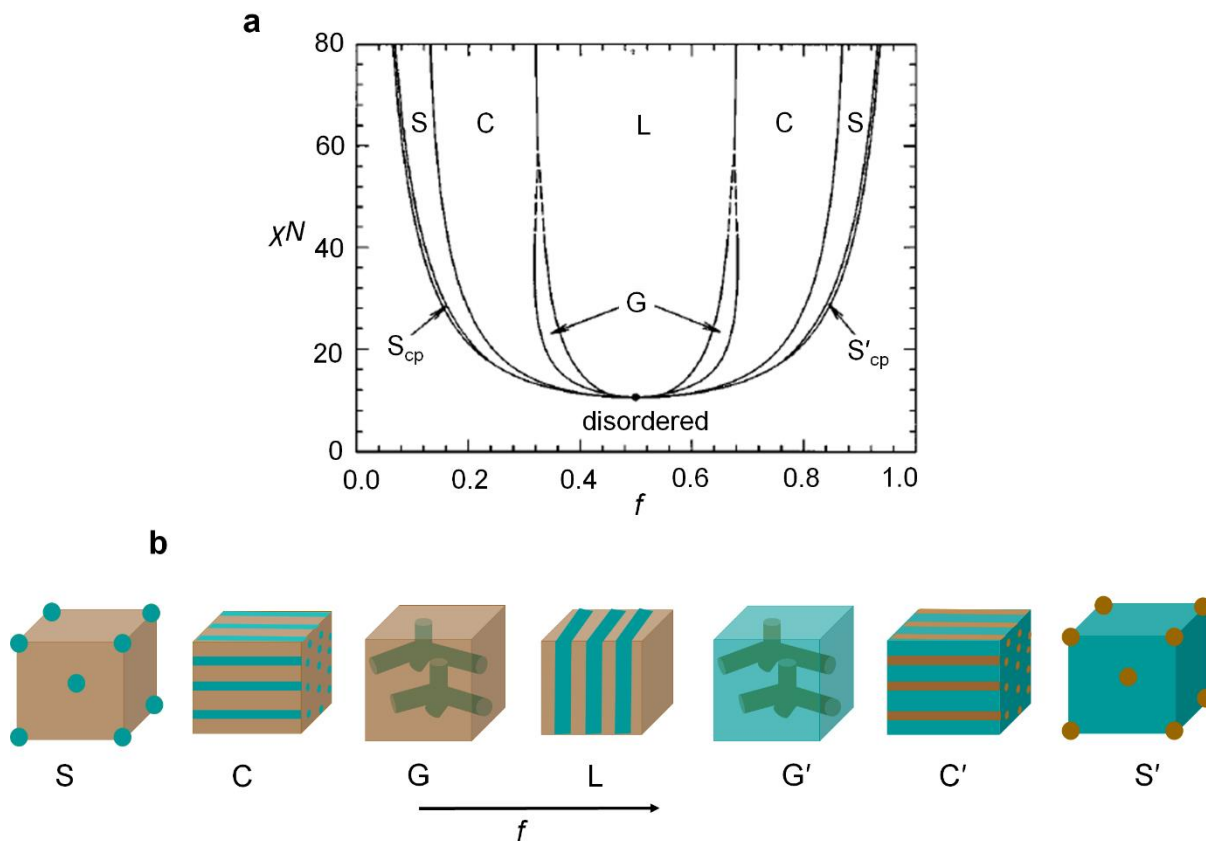 a
80
S C L C S
60
χN
40
G
S_cp S′_cp
20
disordered
0
0.0 0.2 0.4 0.6 0.8 1.0
f
b
S C G L G′ C′ S′
f